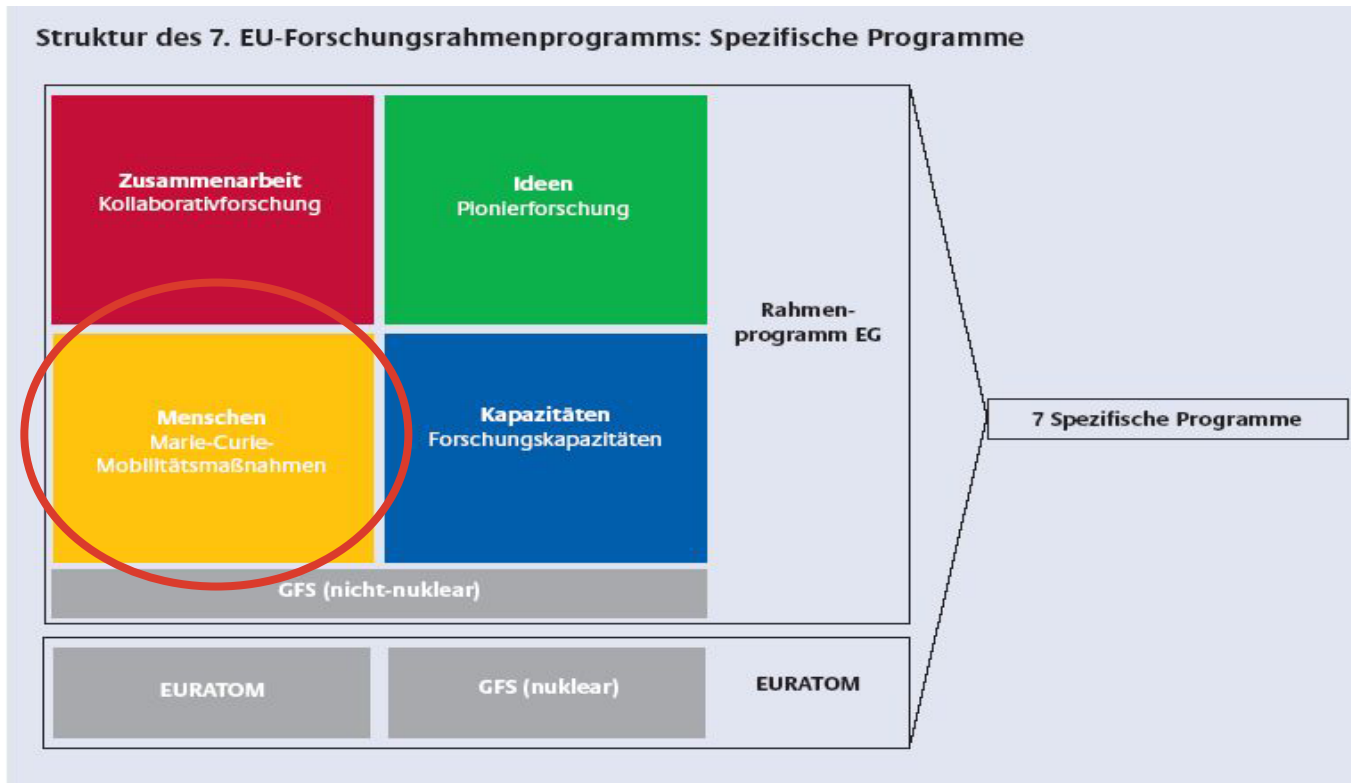 Struktur des 7. EU-Forschungsrahmenprogramms: Spezifische Programme
Zusammenarbeit
Kollaborativforschung
Ideen
Pionierforschung
Rahmen-
programm EG
Menschen
Marie-Curie-
Mobilitätsmaßnahmen
Kapazitäten
Forschungskapazitäten
7 Spezifische Programme
GFS (nicht-nuklear)
EURATOM
GFS (nuklear)
EURATOM